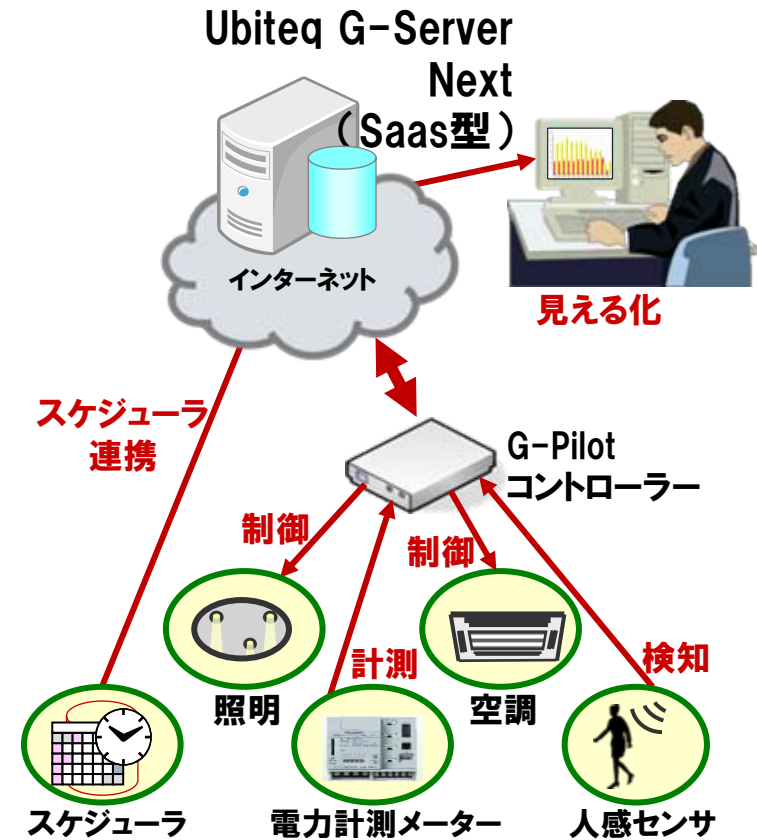 Ubiteq G-Server
Next
（Saas型）
インターネット
見える化
スケジューラ
連携
G-Pilot
コントローラー
制御
制御
計測
検知
照明
空調
スケジューラ
電力計測メーター
人感センサ